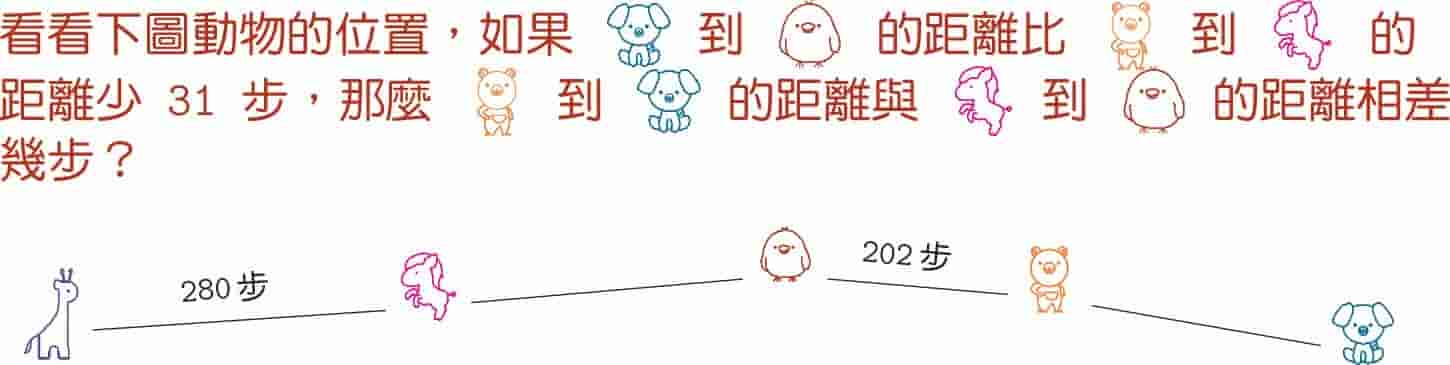 看看下圖動物的位置，如果 到 的距離比 到 的
距離少 31 步，那麼 到 的距離與 到 的距離相差
幾步？
280 步
202 步